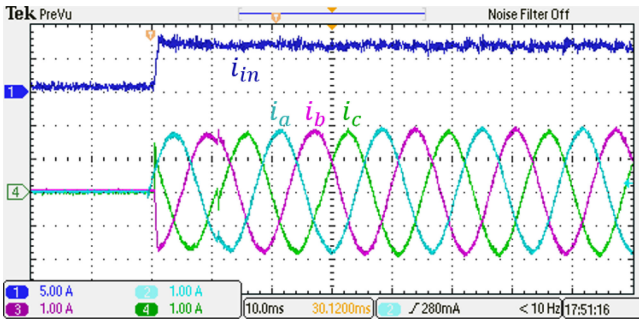 Tek PreVu Noise Filter Off
T
T
1
i_in
i_a i_b i_c
4
1 5.00 A 2 1.00 A
3 1.00 A 4 1.00 A
10.0ms 30.1200ms
2 280mA
< 10 Hz
17:51:16